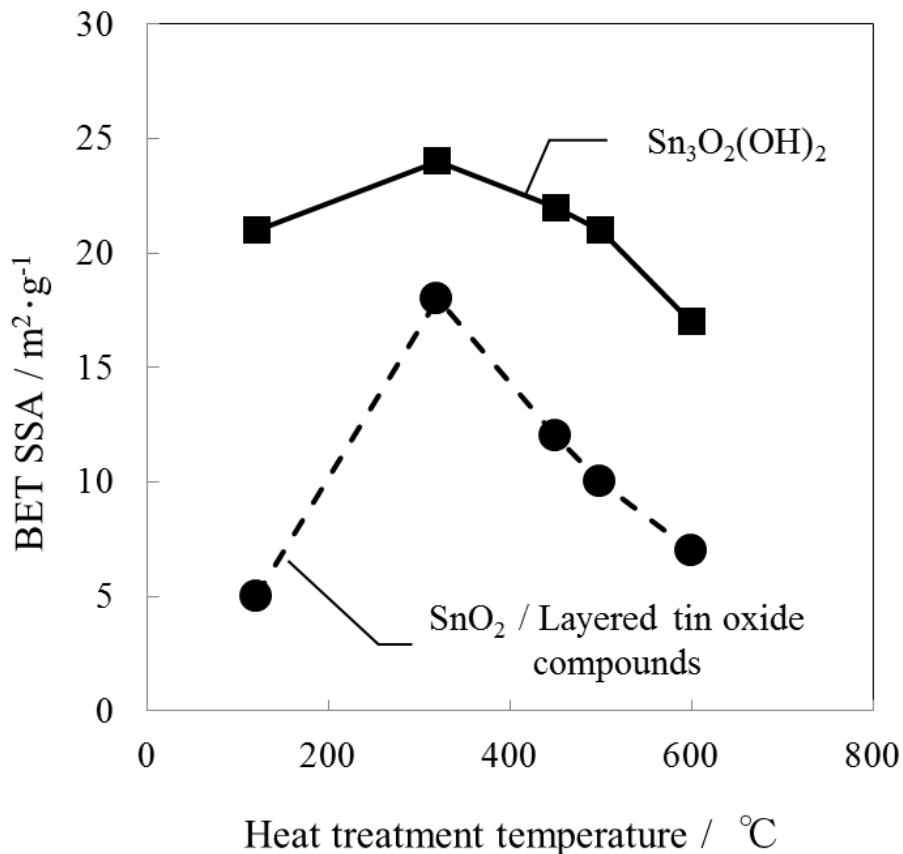 30
25
20
15
10
5
0
BET SSA / m²·g⁻¹
Sn₃O₂(OH)₂
SnO₂ / Layered tin oxide
compounds
0 200 400 600 800
Heat treatment temperature / ℃